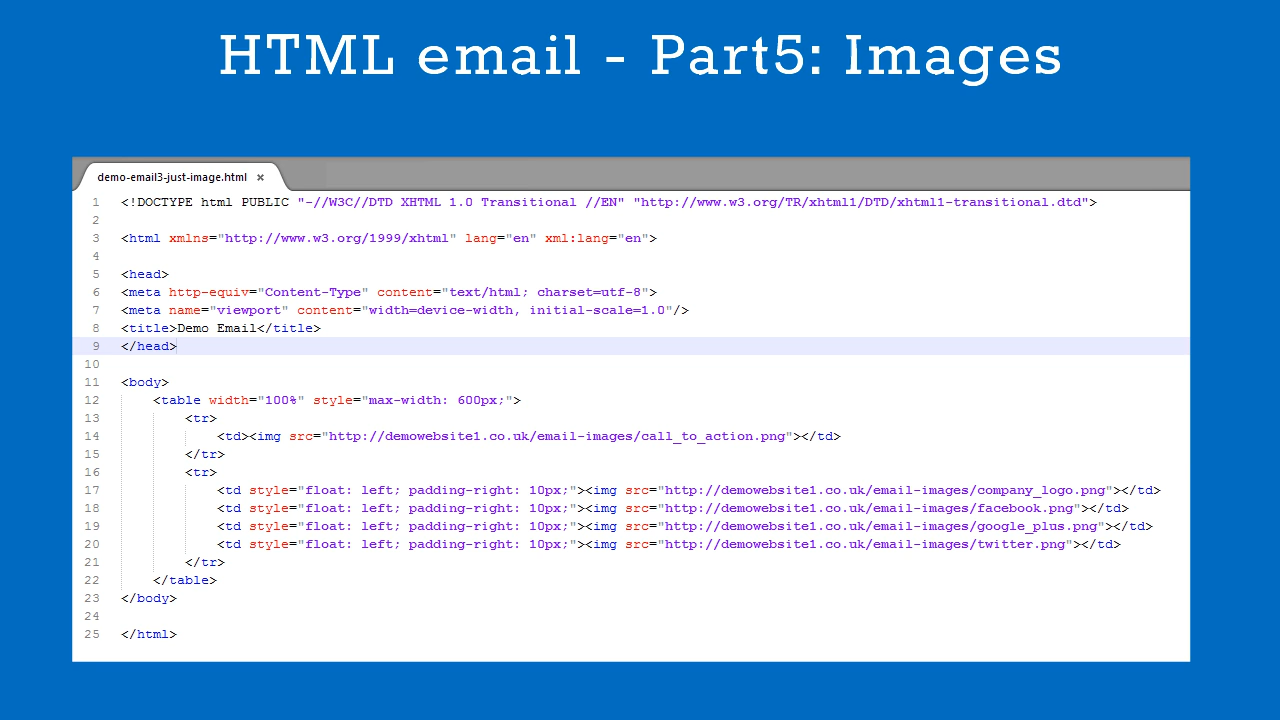 HTML email - Part5: Images
demo-email3-just-image.html ×
1 <!DOCTYPE html PUBLIC "-//W3C//DTD XHTML 1.0 Transitional //EN" "http://www.w3.org/TR/xhtml1/DTD/xhtml1-transitional.dtd">
2
3 <html xmlns="http://www.w3.org/1999/xhtml" lang="en" xml:lang="en">
4
5 <head>
6 <meta http-equiv="Content-Type" content="text/html; charset=utf-8">
7 <meta name="viewport" content="width=device-width, initial-scale=1.0"/>
8 <title>Demo Email</title>
9 </head>
10
11 <body>
12 <table width="100%" style="max-width: 600px;">
13 <tr>
14 <td><img src="http://demowebsite1.co.uk/email-images/call_to_action.png"></td>
15 </tr>
16 <tr>
17 <td style="float: left; padding-right: 10px;"><img src="http://demowebsite1.co.uk/email-images/company_logo.png"></td>
18 <td style="float: left; padding-right: 10px;"><img src="http://demowebsite1.co.uk/email-images/facebook.png"></td>
19 <td style="float: left; padding-right: 10px;"><img src="http://demowebsite1.co.uk/email-images/google_plus.png"></td>
20 <td style="float: left; padding-right: 10px;"><img src="http://demowebsite1.co.uk/email-images/twitter.png"></td>
21 </tr>
22 </table>
23 </body>
24
25 </html>